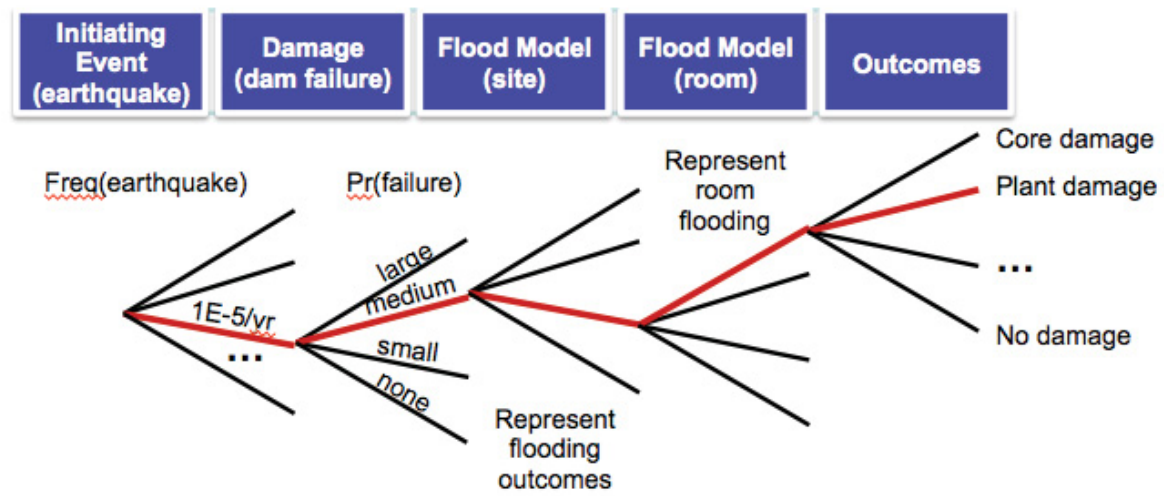 Initiating
Event
(earthquake)
Damage
(dam failure)
Flood Model
(site)
Flood Model
(room)
Outcomes
Freq(earthquake)
Pr(failure)
Represent
room
flooding
Core damage
Plant damage
...
No damage
1E-5/yr
...
large
medium
small
none
Represent
flooding
outcomes